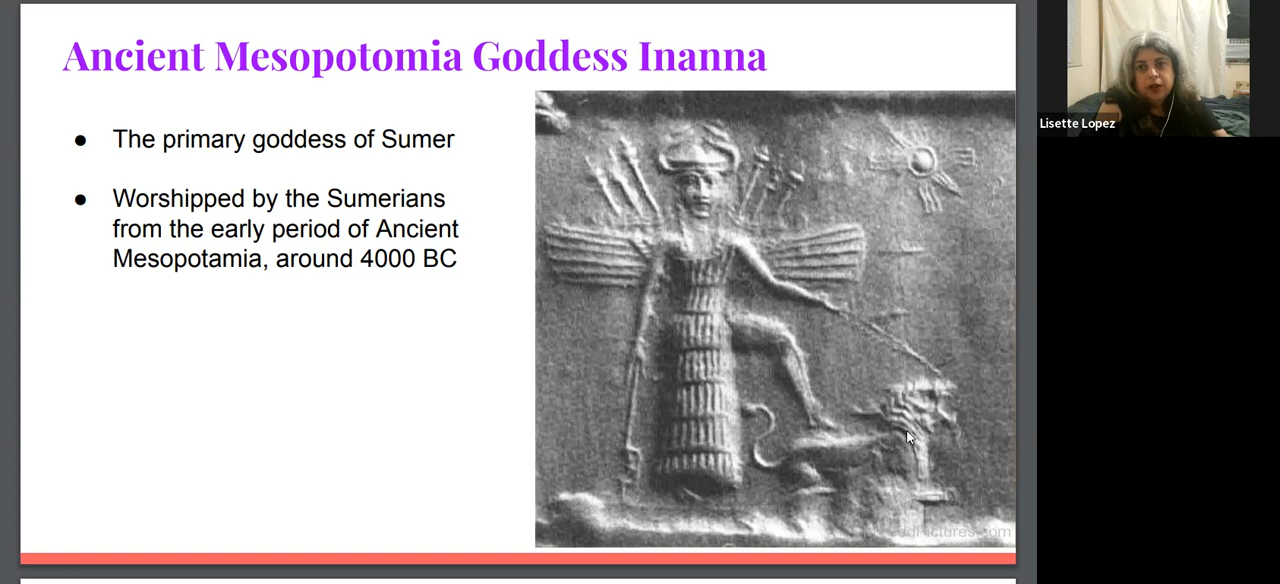 Ancient Mesopotomia Goddess Inanna
● The primary goddess of Sumer
● Worshipped by the Sumerians
from the early period of Ancient
Mesopotamia, around 4000 BC
Lisette Lopez